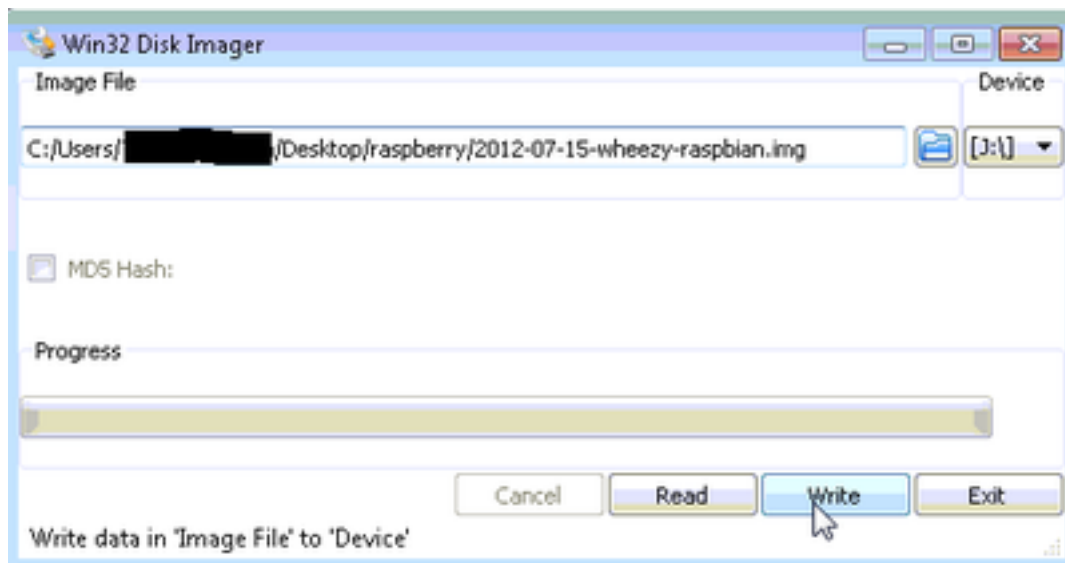 Win32 Disk Imager
Image File Device
C:/Users/ /Desktop/raspberry/2012-07-15-wheezy-raspbian.img [J:\]
MD5 Hash:
Progress
Cancel Read Write Exit
Write data in 'Image File' to 'Device'